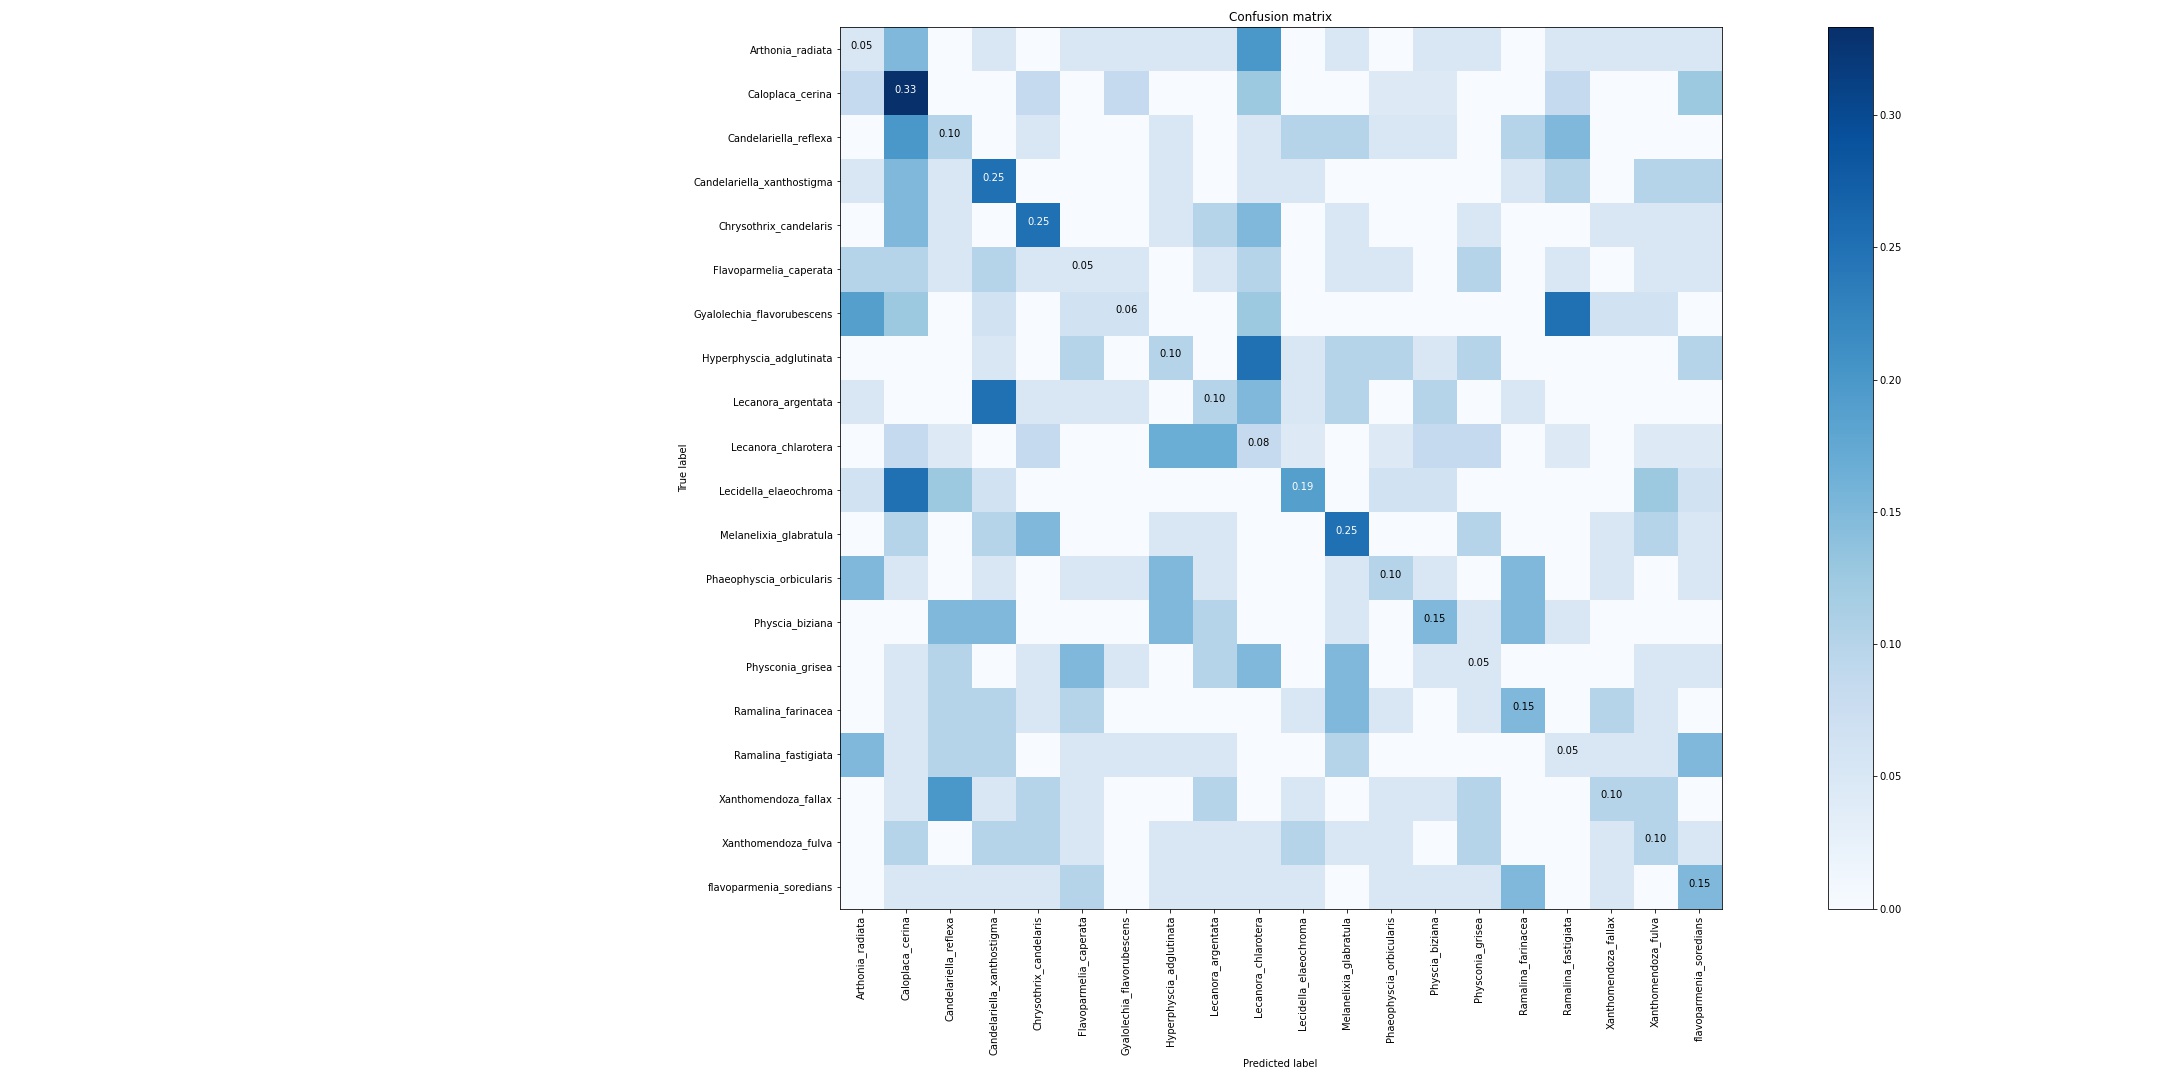 Confusion matrix
Arthonia_radiata
Caloplaca_cerina
Candelariella_reflexa
Candelariella_xanthostigma
Chrysothrix_candelaris
Flavoparmelia_caperata
Gyalolechia_flavorubescens
Hyperphyscia_adglutinata
Lecanora_argentata
Lecanora_chlarotera
Lecidella_elaeochroma
Melanelixia_glabratula
Phaeophyscia_orbicularis
Physcia_biziana
Physconia_grisea
Ramalina_farinacea
Ramalina_fastigiata
Xanthomendoza_fallax
Xanthomendoza_fulva
flavoparmenia_soredians
True label
0.05
0.33
0.10
0.25
0.25
0.05
0.06
0.10
0.10
0.08
0.19
0.25
0.10
0.15
0.05
0.15
0.05
0.10
0.10
0.15
Arthonia_radiata
Caloplaca_cerina
Candelariella_reflexa
Candelariella_xanthostigma
Chrysothrix_candelaris
Flavoparmelia_caperata
Gyalolechia_flavorubescens
Hyperphyscia_adglutinata
Lecanora_argentata
Lecanora_chlarotera
Lecidella_elaeochroma
Melanelixia_glabratula
Phaeophyscia_orbicularis
Physcia_biziana
Physconia_grisea
Ramalina_farinacea
Ramalina_fastigiata
Xanthomendoza_fallax
Xanthomendoza_fulva
flavoparmenia_soredians
Predicted label
0.30
0.25
0.20
0.15
0.10
0.05
0.00